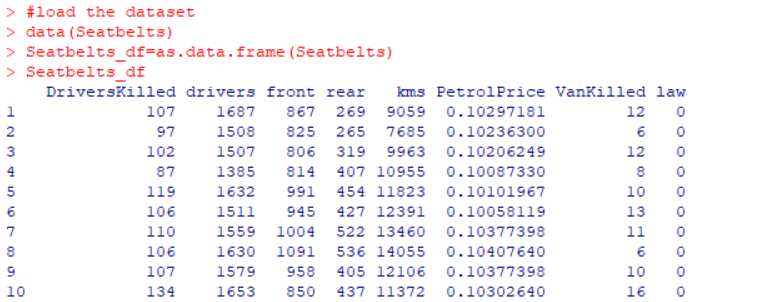 > #load the dataset
> data(Seatbelts)
> Seatbelts_df=as.data.frame(Seatbelts)
> Seatbelts_df
DriversKilled drivers front rear kms PetrolPrice VanKilled law
1 107 1687 867 269 9059 0.10297181 12 0
2 97 1508 825 265 7685 0.10236300 6 0
3 102 1507 806 319 9963 0.10206249 12 0
4 87 1385 814 407 10955 0.10087330 8 0
5 119 1632 991 454 11823 0.10101967 10 0
6 106 1511 945 427 12391 0.10058119 13 0
7 110 1559 1004 522 13460 0.10377398 11 0
8 106 1630 1091 536 14055 0.10407640 6 0
9 107 1579 958 405 12106 0.10377398 10 0
10 134 1653 850 437 11372 0.10302640 16 0